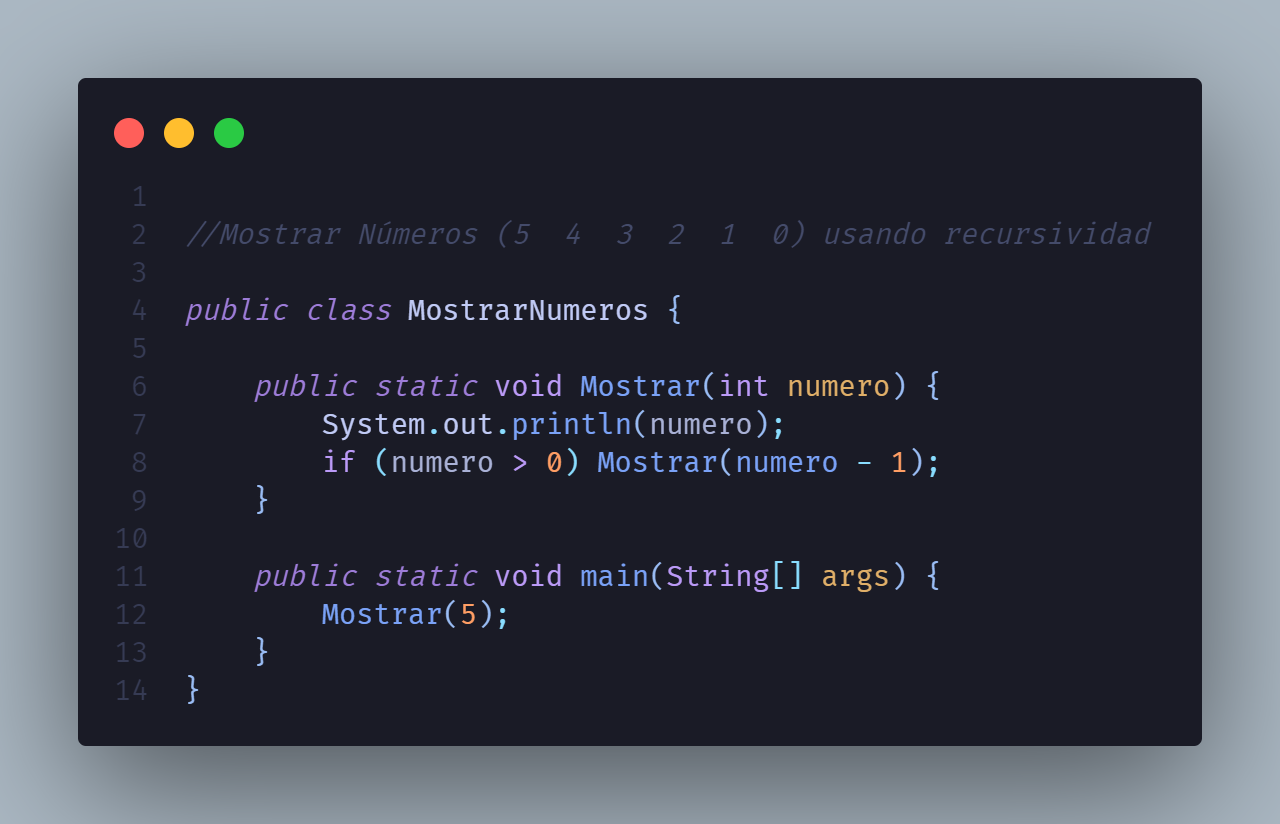 1
2 //Mostrar Números (5  4  3  2  1  0) usando recursividad
3
4 public class MostrarNumeros {
5
6     public static void Mostrar(int numero) {
7         System.out.println(numero);
8         if (numero > 0) Mostrar(numero - 1);
9     }
10
11     public static void main(String[] args) {
12         Mostrar(5);
13     }
14 }